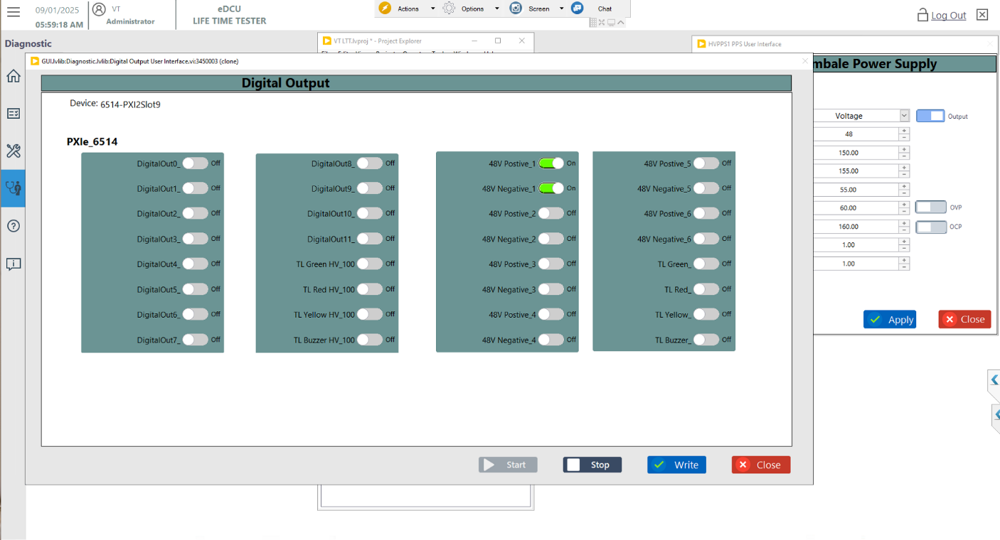 09/01/2025
05:59:18 AM
VT
Administrator
eDCU
LIFE TIME TESTER
Actions
Options
Screen
Chat
Log Out
Diagnostic
VT LTT.lvproj * - Project Explorer
HVPPS1 PPS User Interface
GUI.lvlib:Diagnostic.lvlib:Digital Output User Interface.vi:3450003 (clone)
mbale Power Supply
Digital Output
Device: 6514-PXI2Slot9
PXIe_6514
DigitalOut0_ Off
DigitalOut1_ Off
DigitalOut2_ Off
DigitalOut3_ Off
DigitalOut4_ Off
DigitalOut5_ Off
DigitalOut6_ Off
DigitalOut7_ Off
DigitalOut8_ Off
DigitalOut9_ Off
DigitalOut10_ Off
DigitalOut11_ Off
TL Green HV_100 Off
TL Red HV_100 Off
TL Yellow HV_100 Off
TL Buzzer HV_100 Off
48V Postive_1 On
48V Negative_1 On
48V Postive_2 Off
48V Negative_2 Off
48V Postive_3 Off
48V Negative_3 Off
48V Postive_4 Off
48V Negative_4 Off
48V Postive_5 Off
48V Negative_5 Off
48V Postive_6 Off
48V Negative_6 Off
TL Green_ Off
TL Red_ Off
TL Yellow_ Off
TL Buzzer_ Off
Voltage
Output
48
150.00
155.00
55.00
60.00
OVP
160.00
OCP
1.00
1.00
Apply
Close
Start
Stop
Write
Close